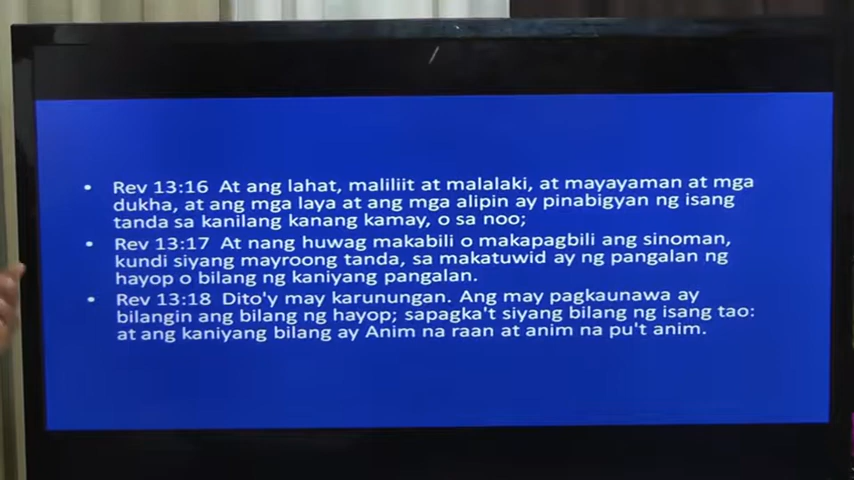 • Rev 13:16 At ang lahat, maliliit at malalaki, at mayayaman at mga
dukha, at ang mga laya at ang mga alipin ay pinabigyan ng isang
tanda sa kanilang kanang kamay, o sa noo;
• Rev 13:17 At nang huwag makabili o makapagbili ang sinoman,
kundi siyang mayroong tanda, sa makatuwid ay ng pangalan ng
hayop o bilang ng kaniyang pangalan.
• Rev 13:18 Dito'y may karunungan. Ang may pagkaunawa ay
bilangin ang bilang ng hayop; sapagka't siyang bilang ng isang tao:
at ang kaniyang bilang ay Anim na raan at anim na pu't anim.